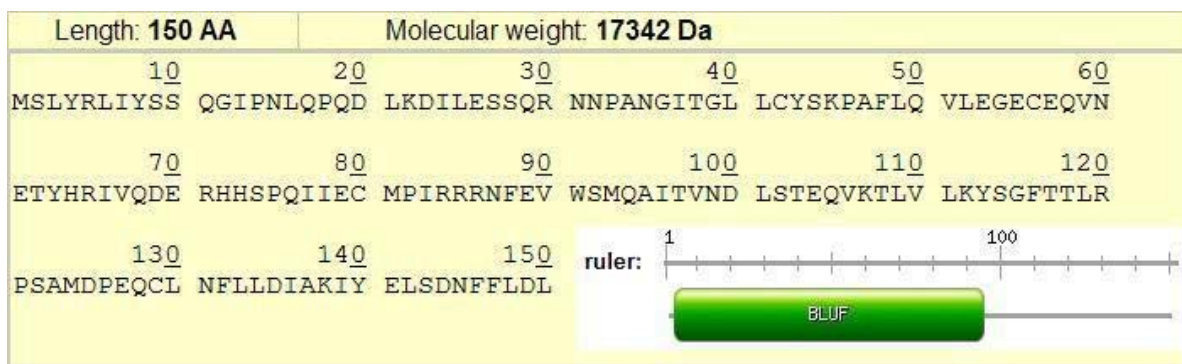 Length: 150 AA Molecular weight: 17342 Da
10 20 30 40 50 60
MSLYRLIYSS QGIPNLQPQD LKDILESSQR NNPANGITGL LCYSKPAFLQ VLEGECEQVN
70 80 90 100 110 120
ETYHRIVQDE RHHSPQIIEC MPIRRRNFEV WSMQAITVND LSTEQVKTLV LKYSGFTTLR
130 140 150
PSAMDPEQCL NFLLDIAKIY ELSDNFFLDL
ruler: 1 100
BLUF